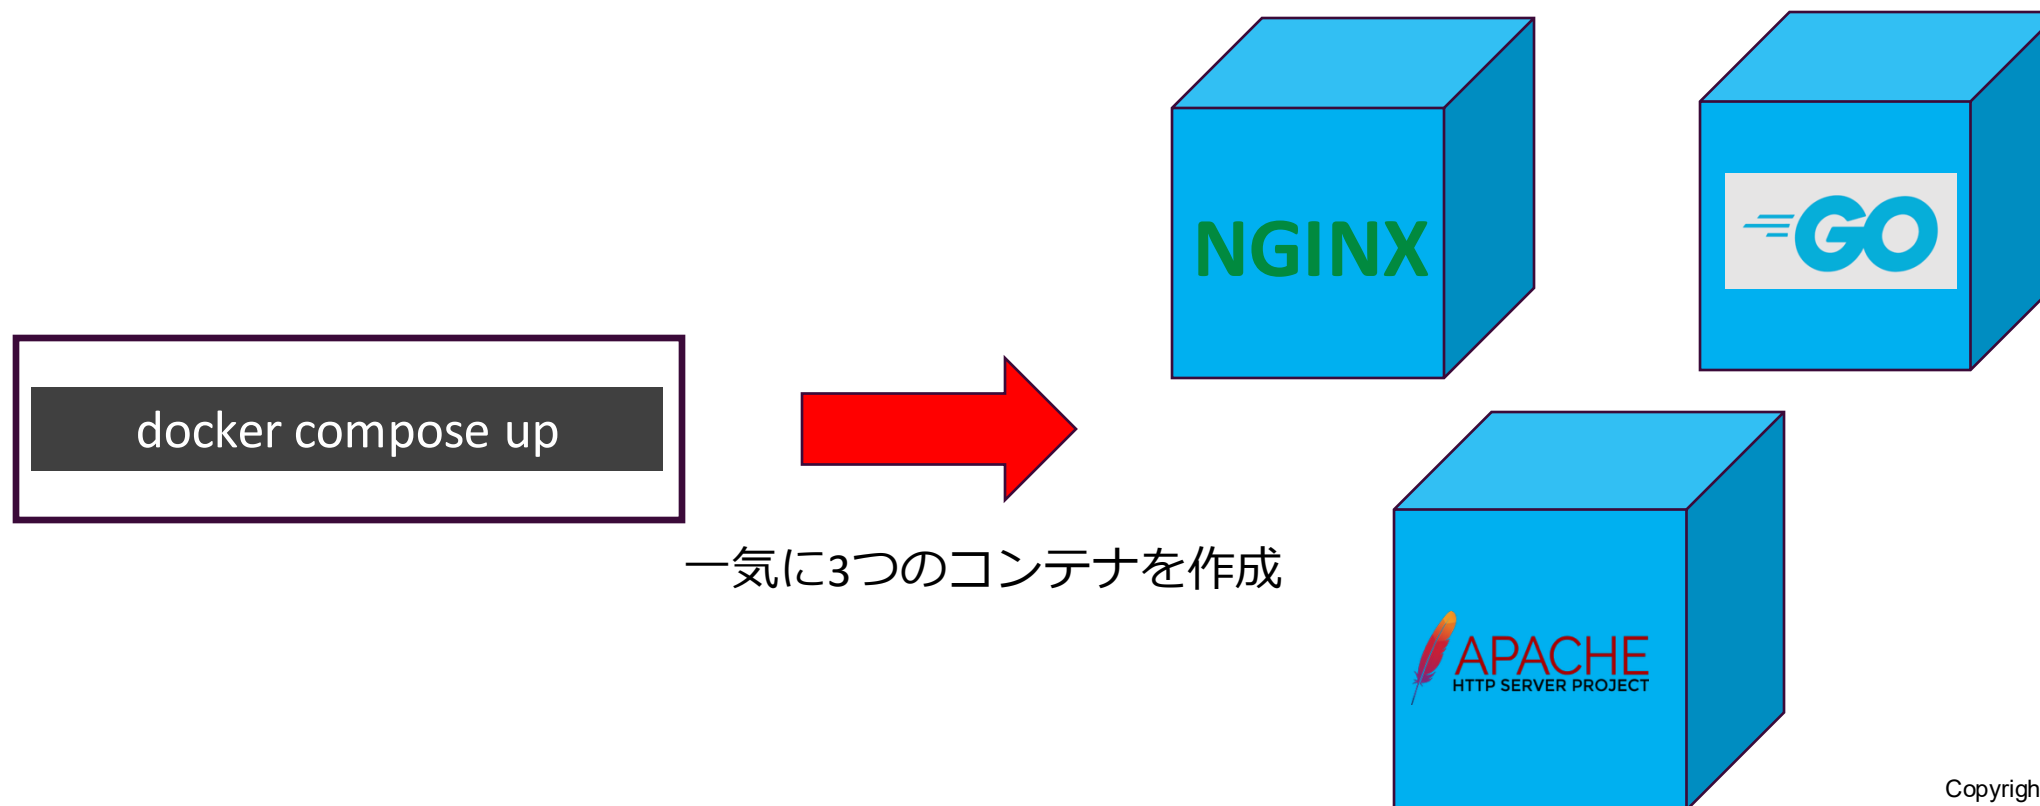 NGINX
GO
docker compose up
一気に3つのコンテナを作成
APACHE
HTTP SERVER PROJECT
Copyrigh